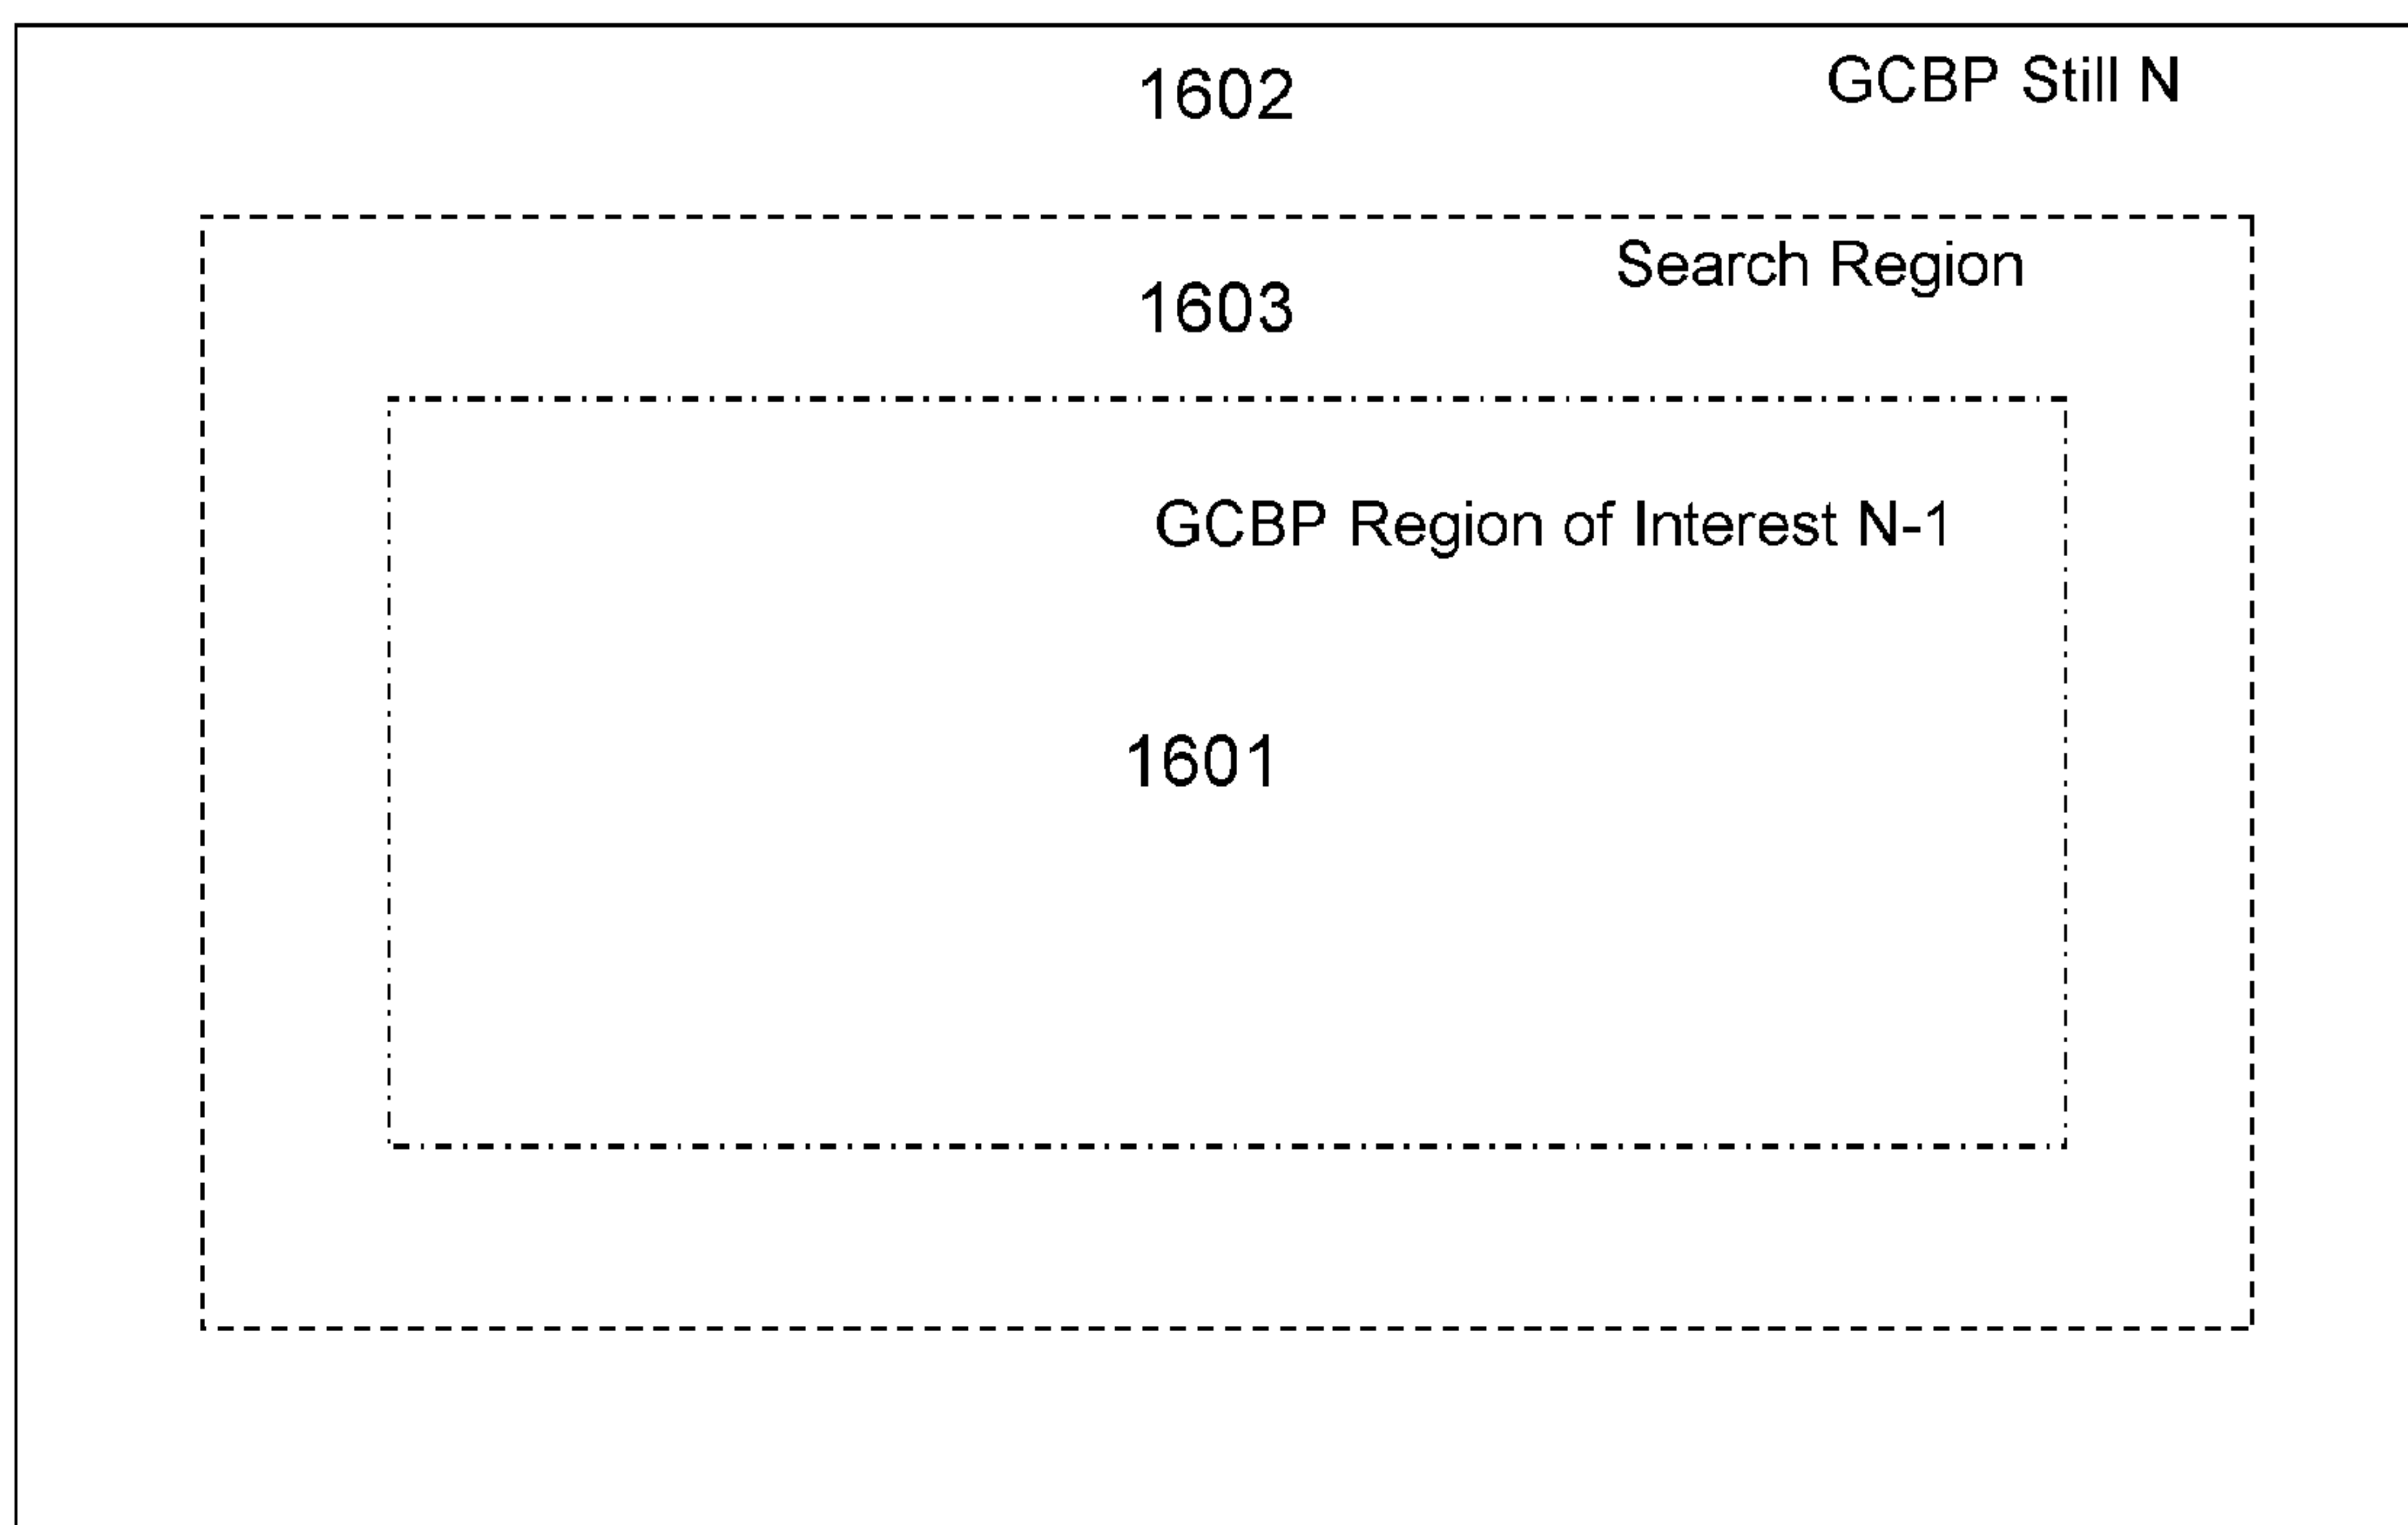 1602
GCBP Still N
Search Region
1603
GCBP Region of Interest N-1
1601